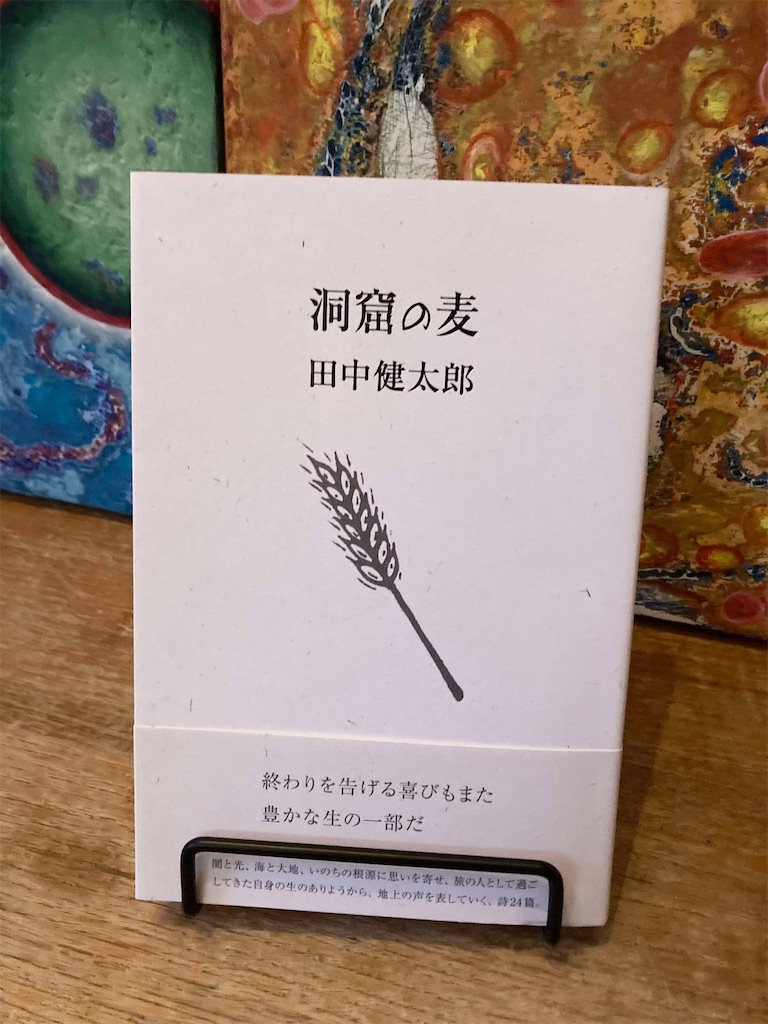 洞窟の麦
田中健太郎
終わりを告げる喜びもまた
豊かな生の一部だ
闇と光、海と大地、いのちの根源に思いを寄せ、旅の人として過ご
してきた自身の生のありようから、地上の声を表していく、詩24篇。